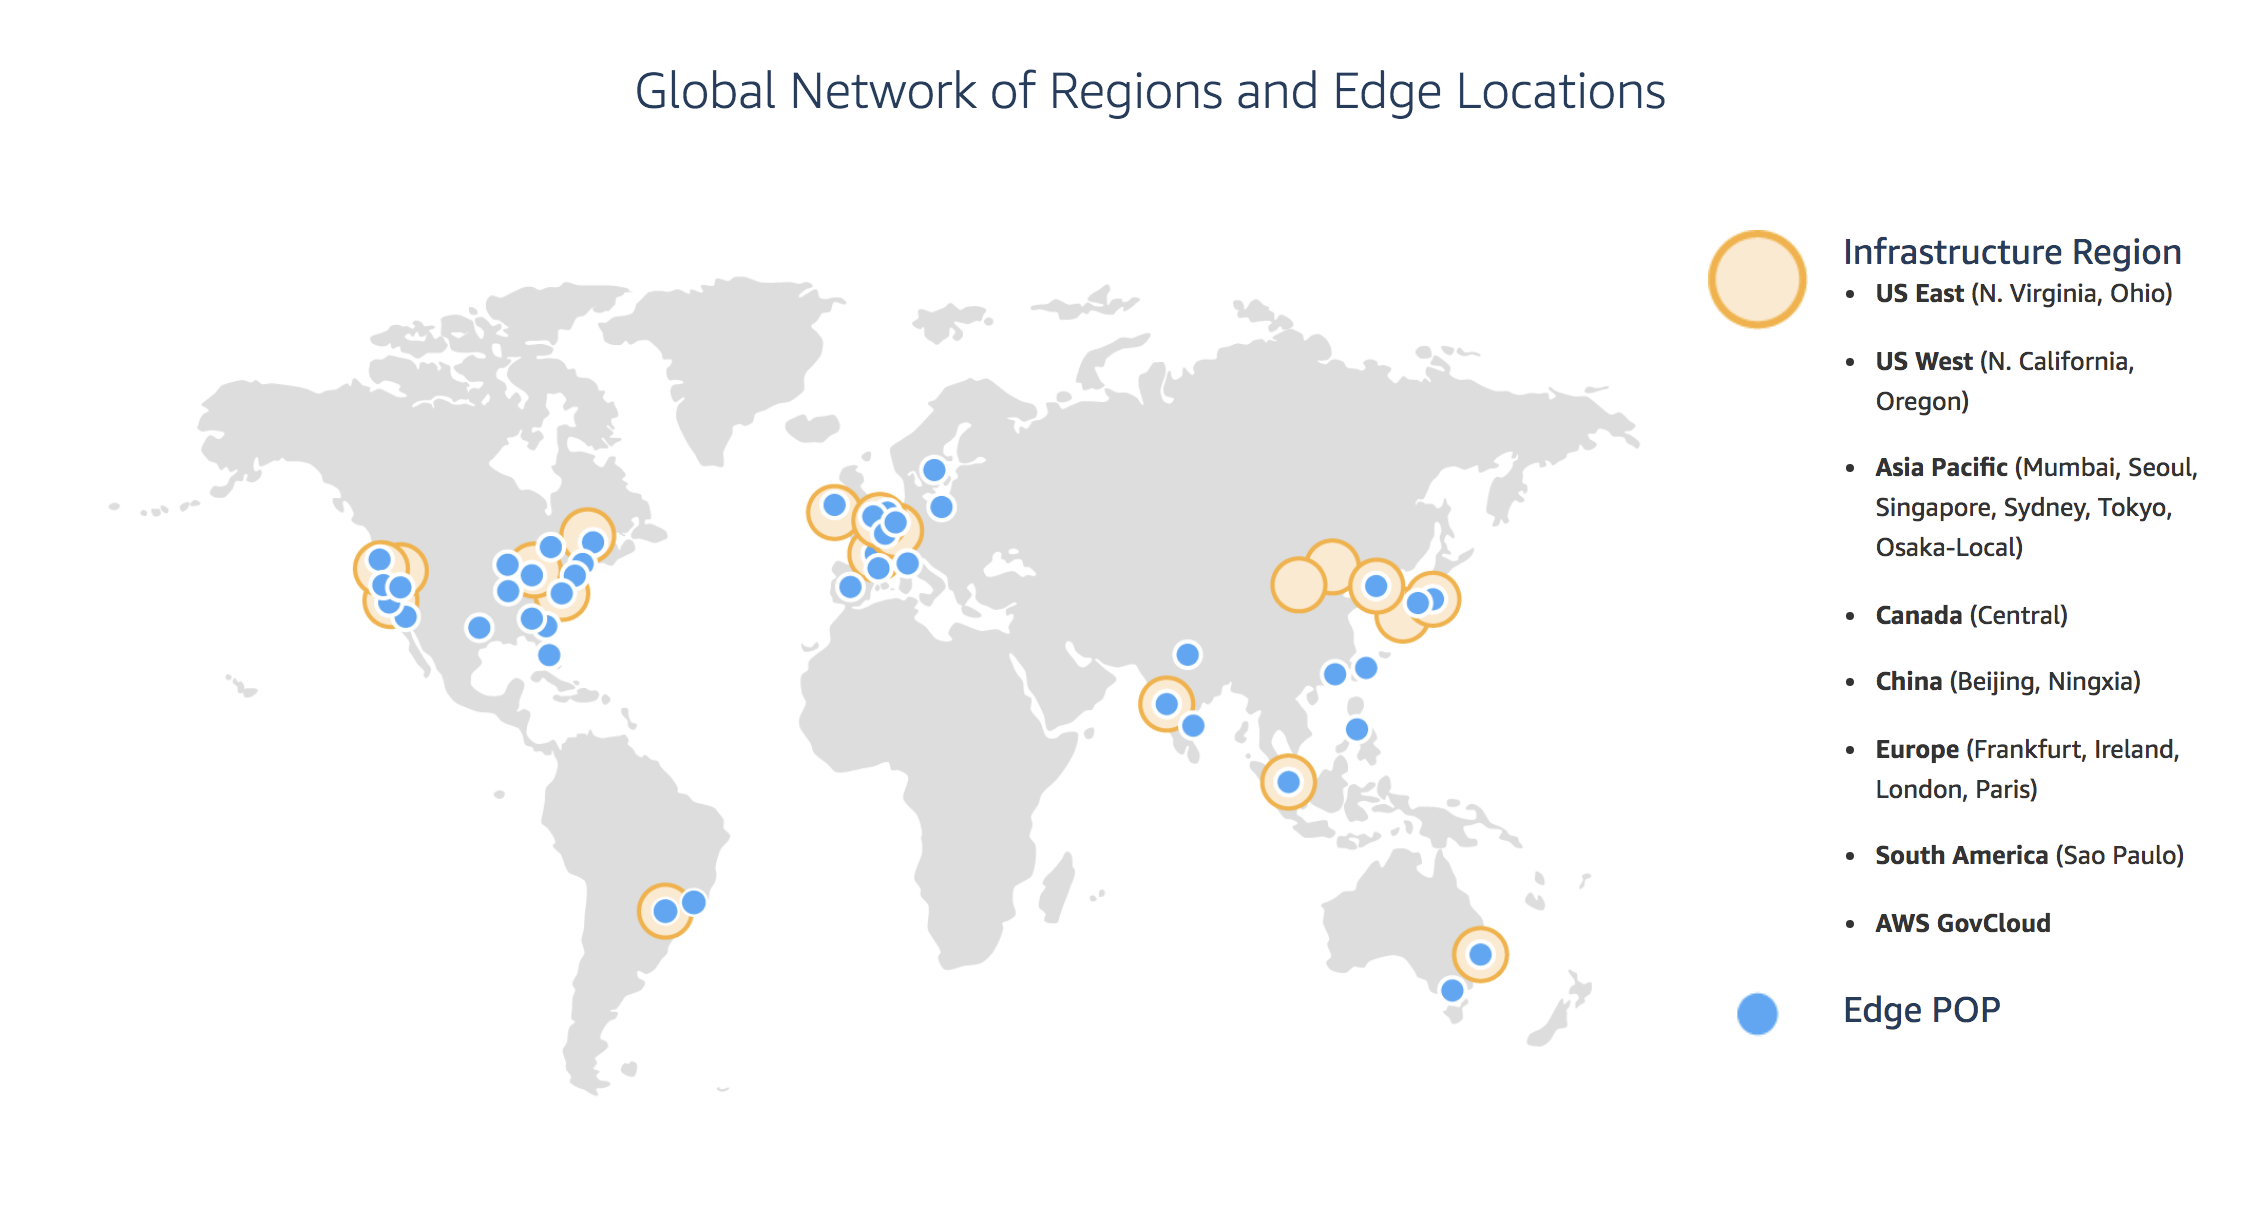 Global Network of Regions and Edge Locations
Infrastructure Region
• US East (N. Virginia, Ohio)
• US West (N. California,
Oregon)
• Asia Pacific (Mumbai, Seoul,
Singapore, Sydney, Tokyo,
Osaka-Local)
• Canada (Central)
• China (Beijing, Ningxia)
• Europe (Frankfurt, Ireland,
London, Paris)
• South America (Sao Paulo)
• AWS GovCloud
Edge POP